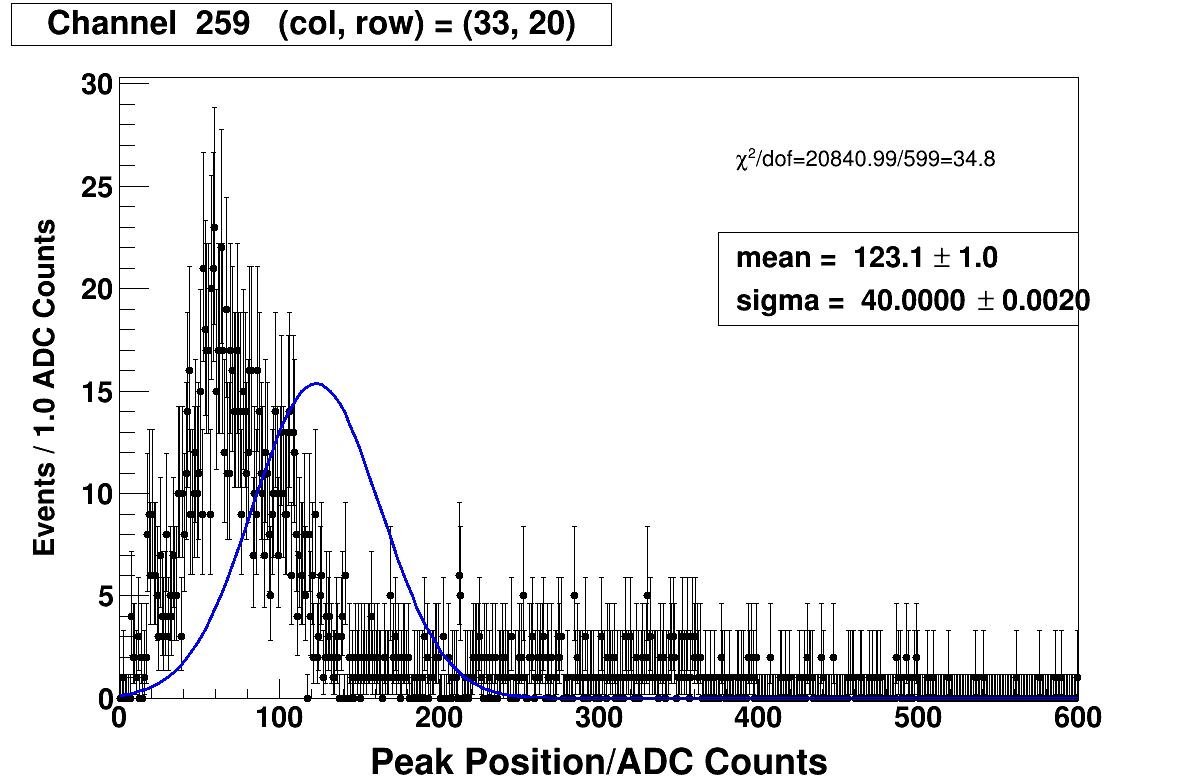 Channel 259 (col, row) = (33, 20)
30
25
20
15
10
5
0
Events / 1.0 ADC Counts
χ²/dof=20840.99/599=34.8
mean = 123.1 ± 1.0
sigma = 40.0000 ± 0.0020
0 100 200 300 400 500 600
Peak Position/ADC Counts